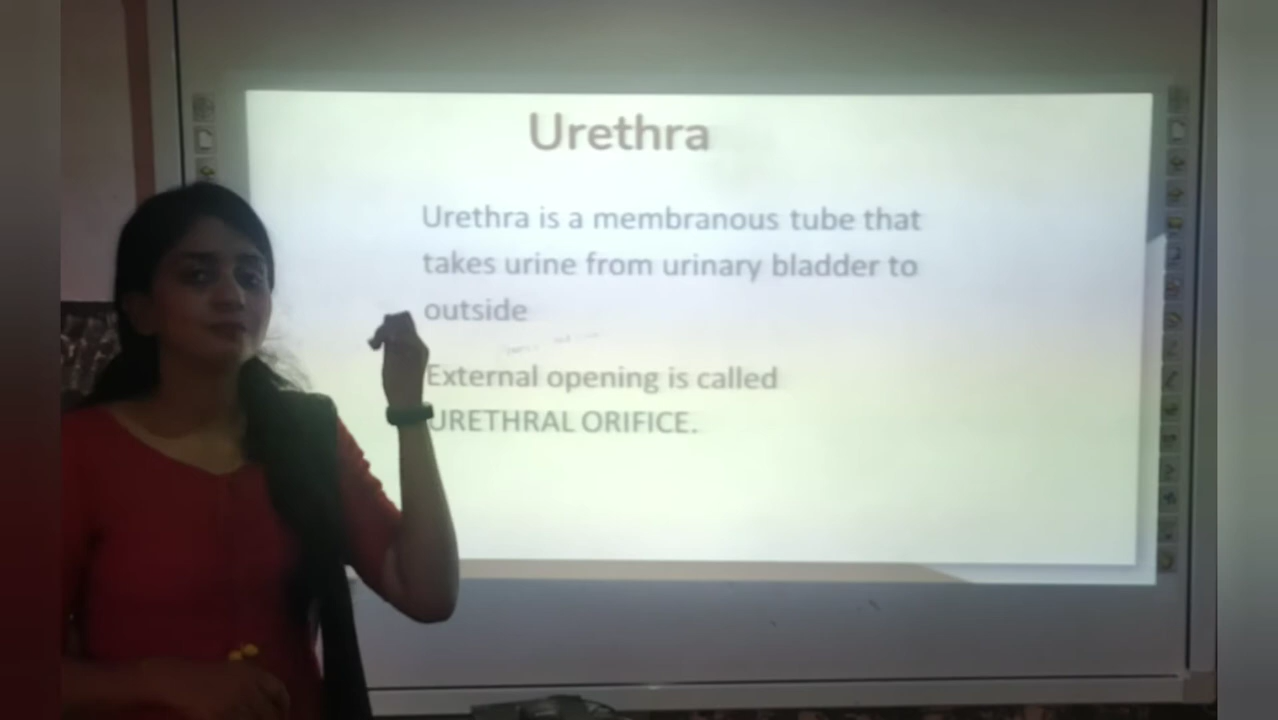 Urethra
Urethra is a membranous tube that
takes urine from urinary bladder to
outside
External opening is called
URETHRAL ORIFICE.